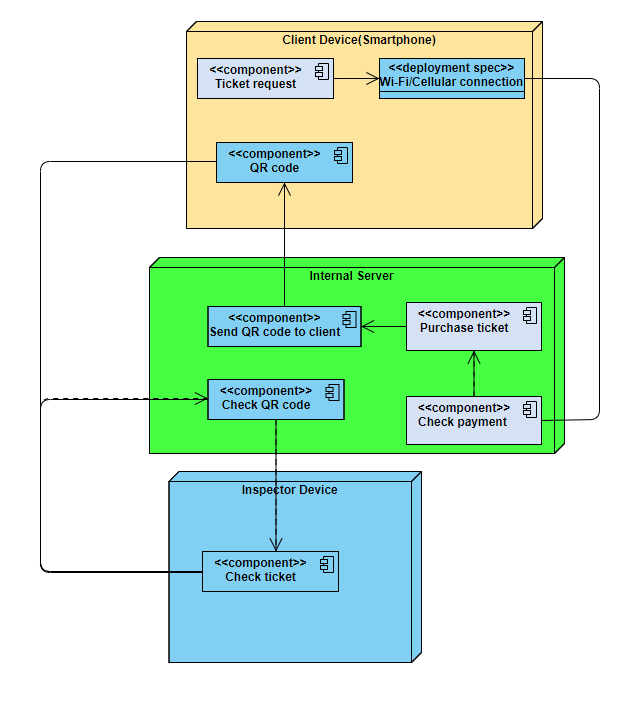 Client Device(Smartphone)
<<component>>
Ticket request
<<deployment spec>>
Wi-Fi/Cellular connection
<<component>>
QR code
Internal Server
<<component>>
Send QR code to client
<<component>>
Purchase ticket
<<component>>
Check QR code
<<component>>
Check payment
Inspector Device
<<component>>
Check ticket